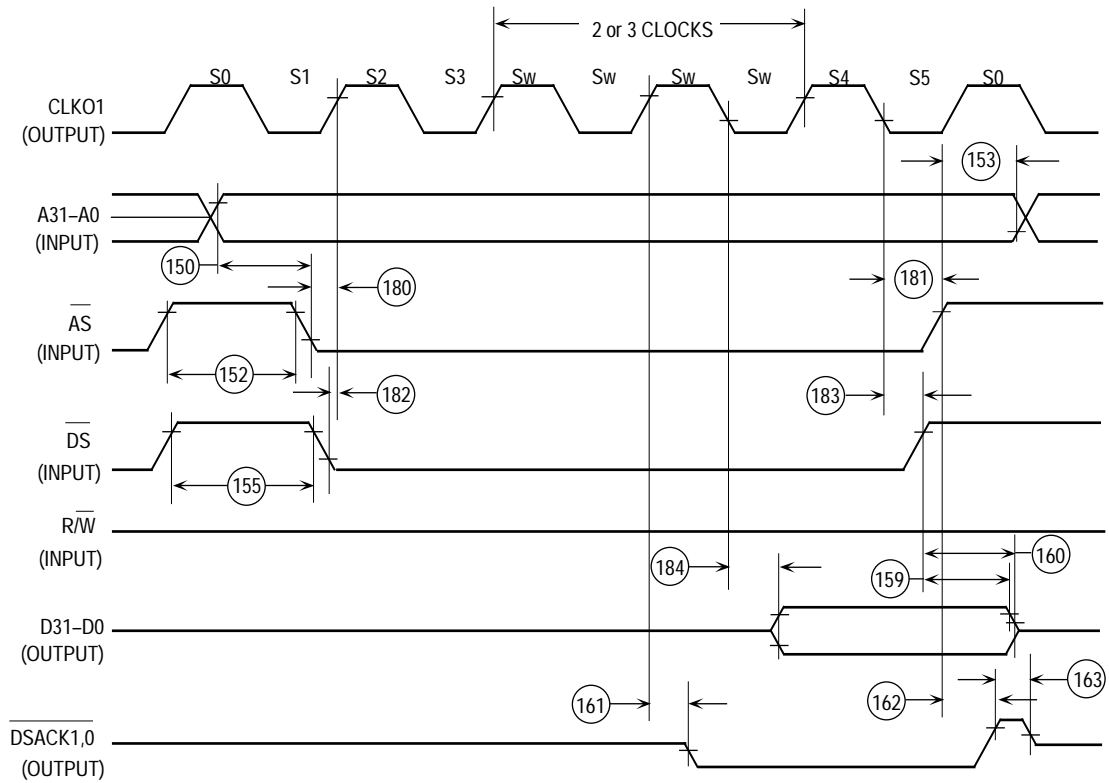 2 or 3 CLOCKS
S0 S1 S2 S3 Sw Sw Sw Sw S4 S5 S0
CLKO1
(OUTPUT)
153
A31–A0
(INPUT)
150
180
181
AS
(INPUT)
152
182
183
DS
(INPUT)
155
R/W
(INPUT)
160
184
159
D31–D0
(OUTPUT)
163
161
162
DSACK1,0
(OUTPUT)